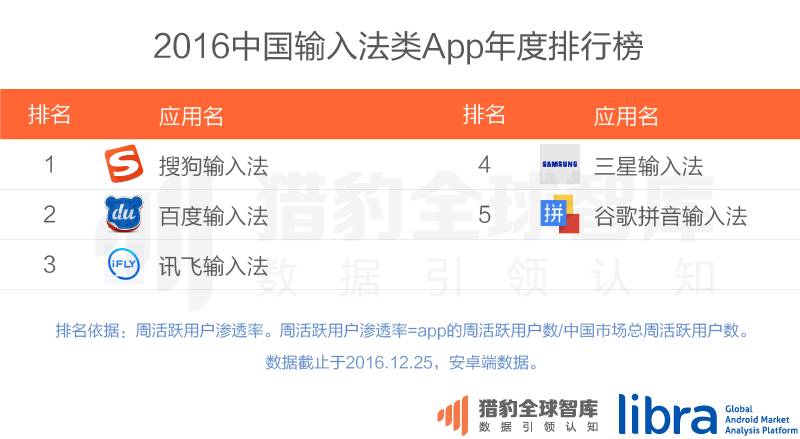 2016中国输入法类App年度排行榜
排名 应用名 排名 应用名
1 搜狗输入法 4 SAMSUNG 三星输入法
2 du 百度输入法 5 拼 谷歌拼音输入法
3 iFLY 讯飞输入法
猎豹全球智库
数据引领认知
排名依据：周活跃用户渗透率。周活跃用户渗透率=app的周活跃用户数/中国市场总周活跃用户数。
数据截止于2016.12.25，安卓端数据。
猎豹全球智库
数据引领认知
libra
Global
Android Market
Analysis Platform